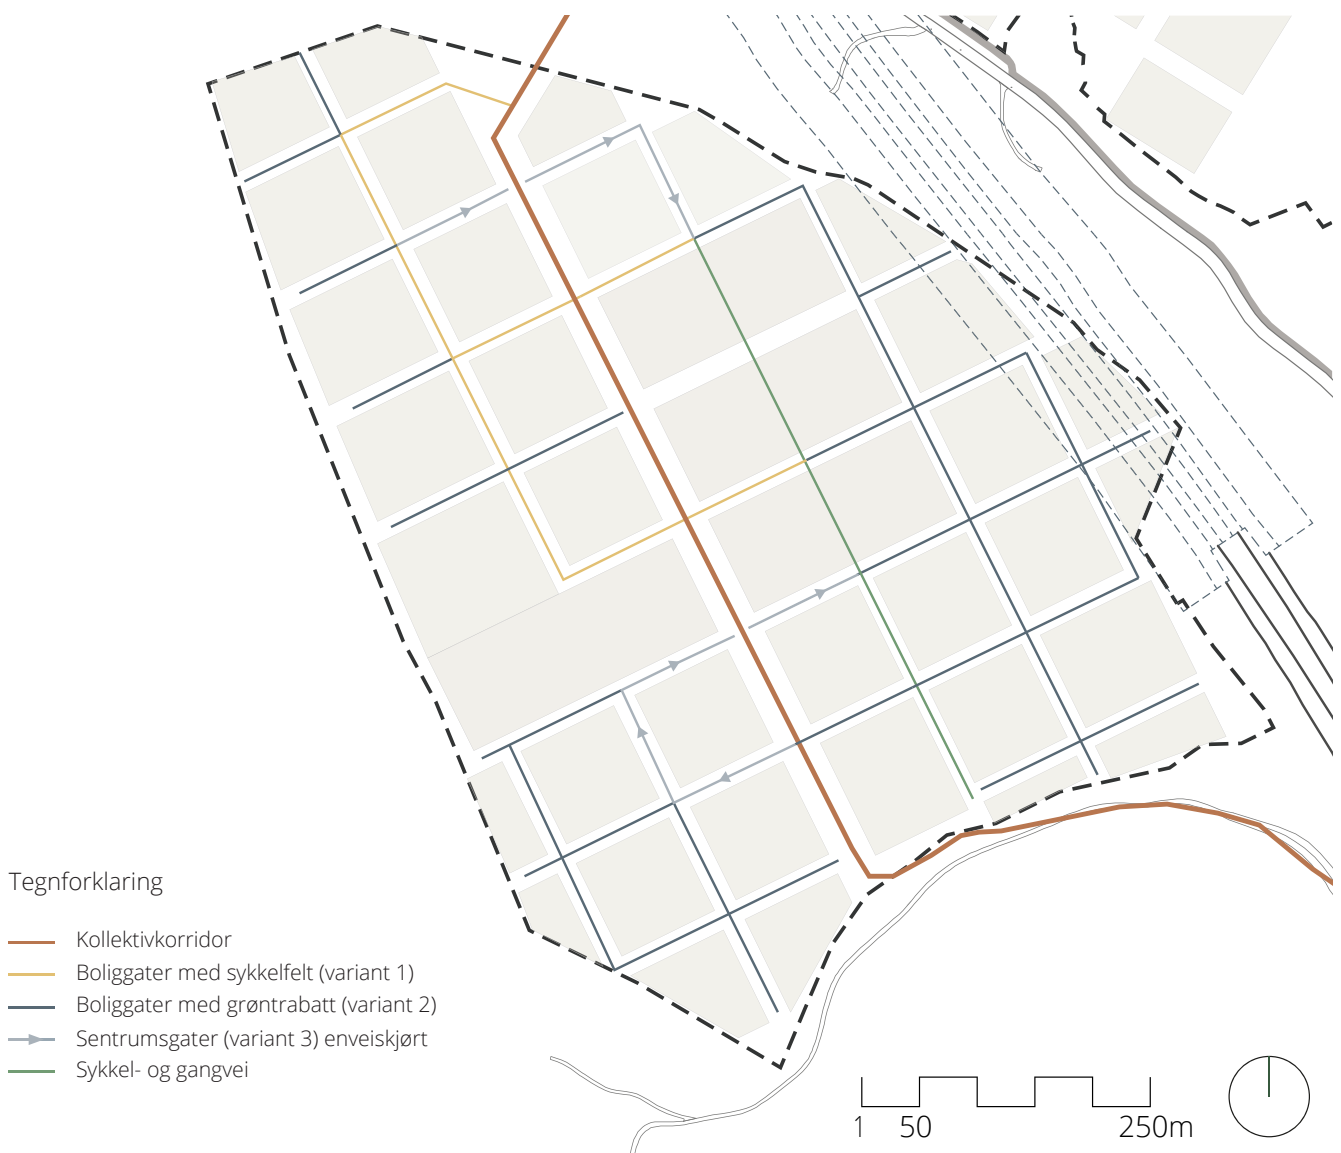 Tegnforklaring
Kollektivkorridor
Boliggater med sykkelfelt (variant 1)
Boliggater med grøntrabatt (variant 2)
Sentrumsgater (variant 3) enveiskjørt
Sykkel- og gangvei
1 50 250m